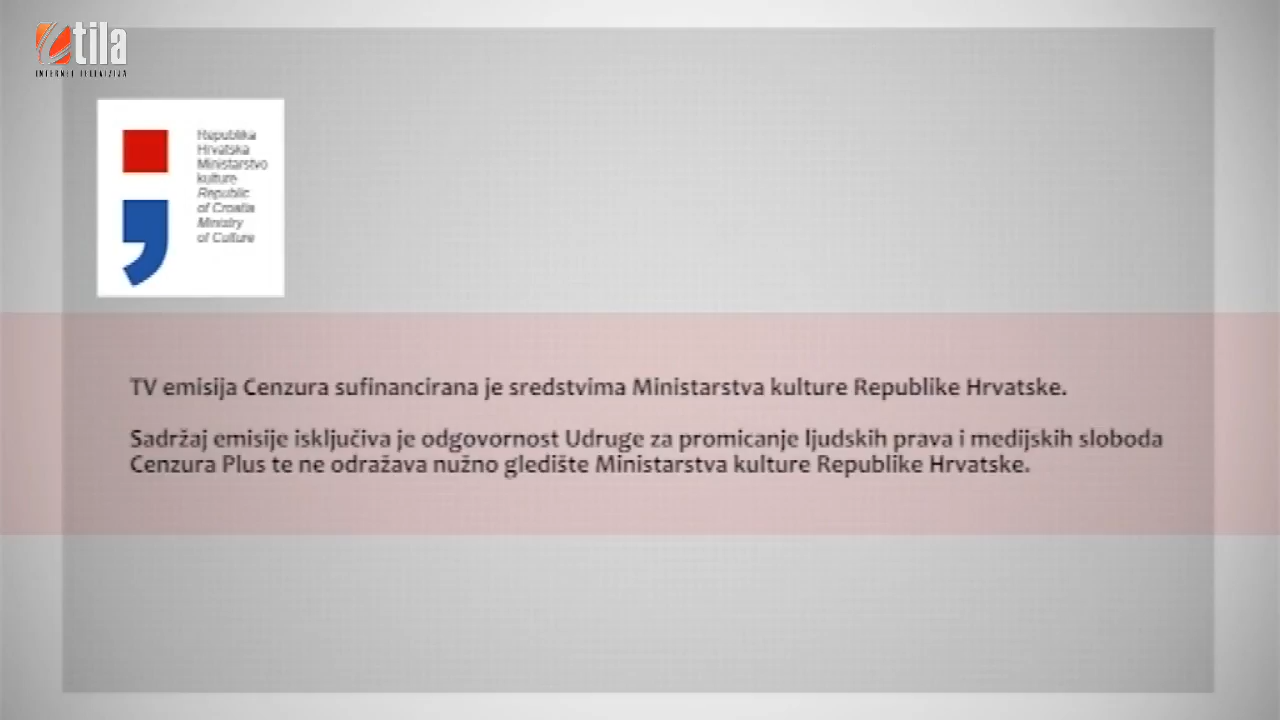 tila
INTERNET TELEVIZIJA
Republika
Hrvatska
Ministarstvo
kulture
Republic
of Croatia
Ministry
of Culture
TV emisija Cenzura sufinancirana je sredstvima Ministarstva kulture Republike Hrvatske.
Sadržaj emisije isključiva je odgovornost Udruge za promicanje ljudskih prava i medijskih sloboda
Cenzura Plus te ne odražava nužno gledište Ministarstva kulture Republike Hrvatske.